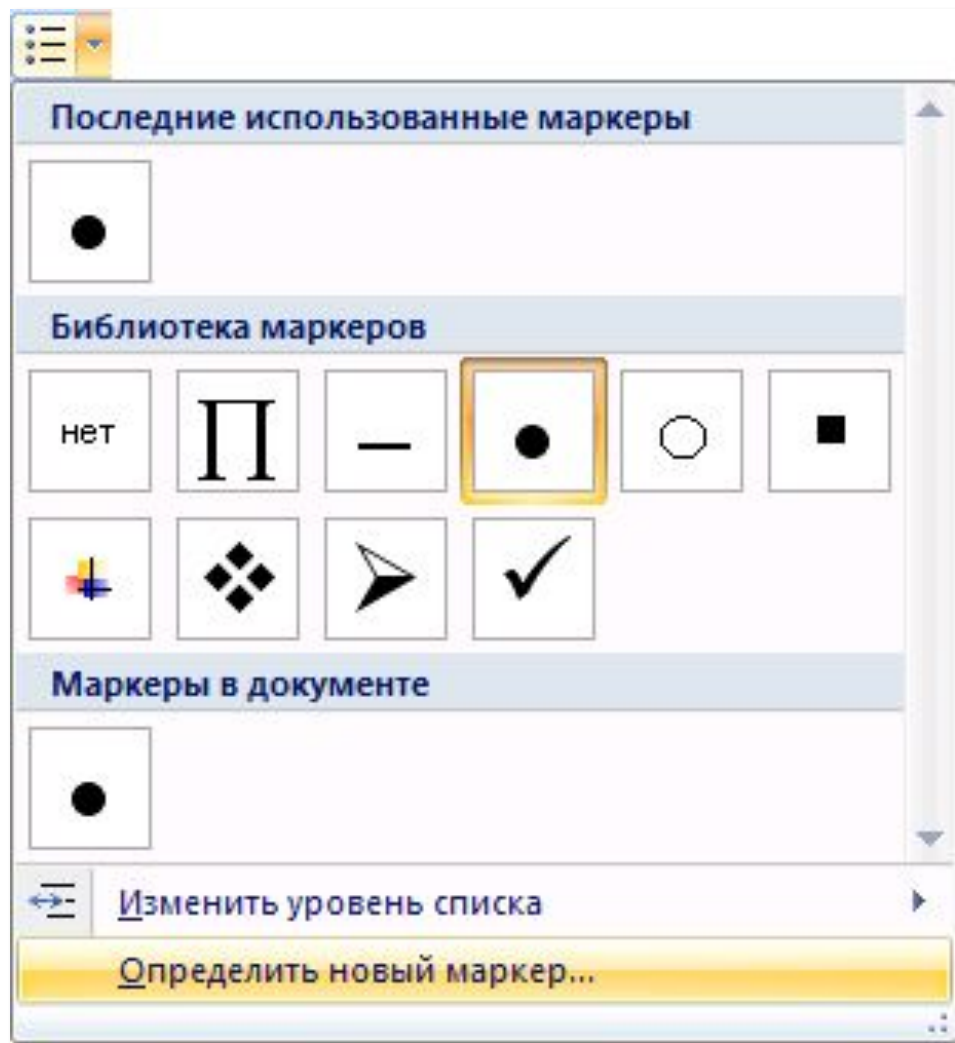 Последние использованные маркеры
Библиотека маркеров
нет
Маркеры в документе
Изменить уровень списка
Определить новый маркер...